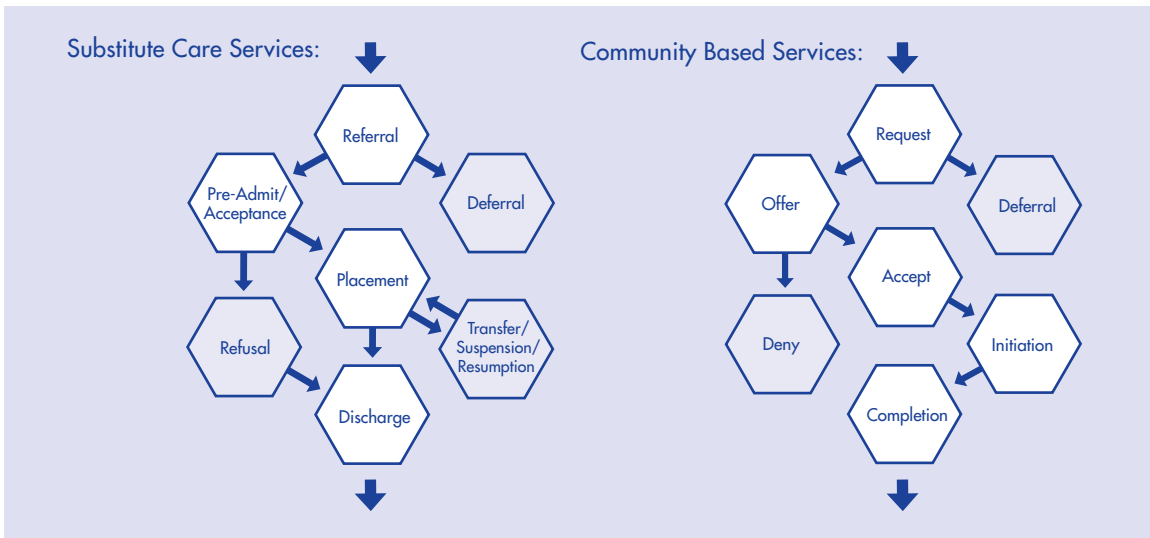 Substitute Care Services:
Referral
Pre-Admit/
Acceptance
Deferral
Placement
Refusal
Transfer/
Suspension/
Resumption
Discharge
Community Based Services:
Request
Offer
Deferral
Accept
Deny
Initiation
Completion